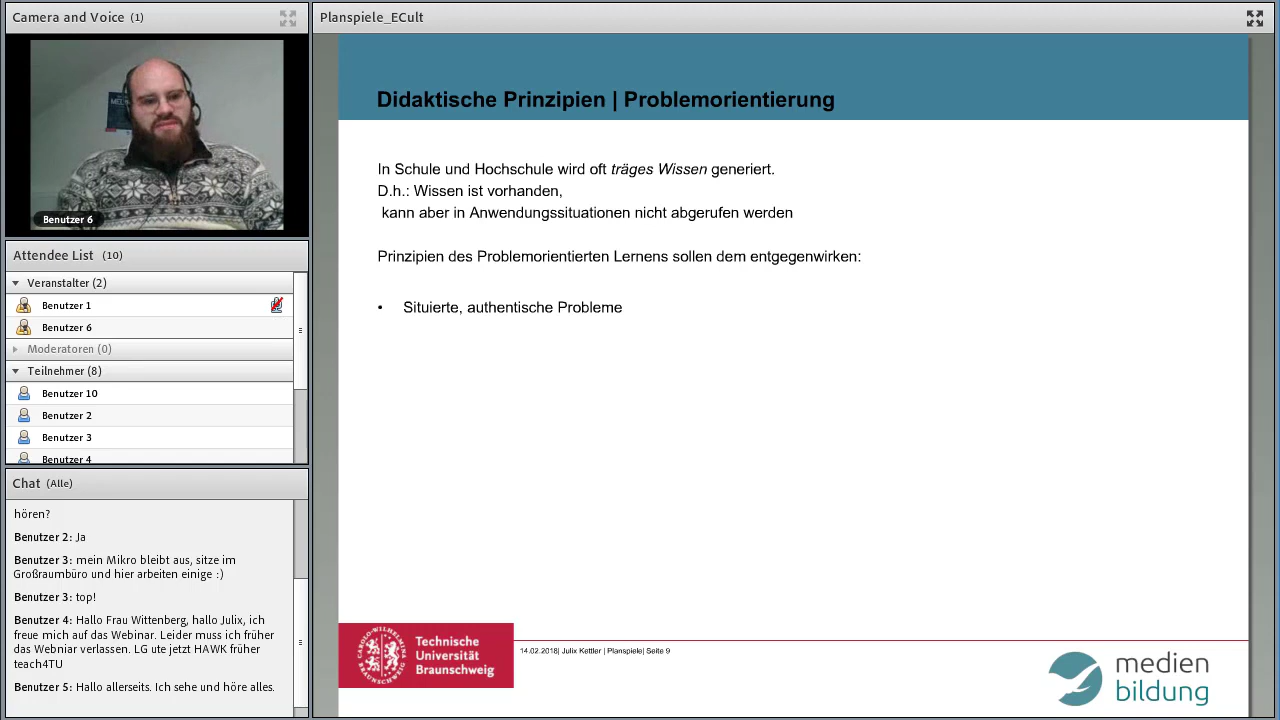 Camera and Voice (1)
Benutzer 6
Attendee List (10)
Veranstalter (2)
Benutzer 1
Benutzer 6
Moderatoren (0)
Teilnehmer (8)
Benutzer 10
Benutzer 2
Benutzer 3
Benutzer 4
Chat (Alle)
hören?
Benutzer 2: Ja
Benutzer 3: mein Mikro bleibt aus, sitze im
Großraumbüro und hier arbeiten einige :)
Benutzer 3: top!
Benutzer 4: Hallo Frau Wittenberg, hallo Julix, ich
freue mich auf das Webinar. Leider muss ich früher
das Webniar verlassen. LG ute jetzt HAWK früher
teach4TU
Benutzer 5: Hallo allerseits. Ich sehe und höre alles.
Planspiele_ECult
Didaktische Prinzipien | Problemorientierung
In Schule und Hochschule wird oft träges Wissen generiert.
D.h.: Wissen ist vorhanden,
kann aber in Anwendungssituationen nicht abgerufen werden
Prinzipien des Problemorientierten Lernens sollen dem entgegenwirken:
• Situierte, authentische Probleme
Technische
Universität
Braunschweig
14.02.2018| Julix Kettler | Planspiele| Seite 9
medien
bildung